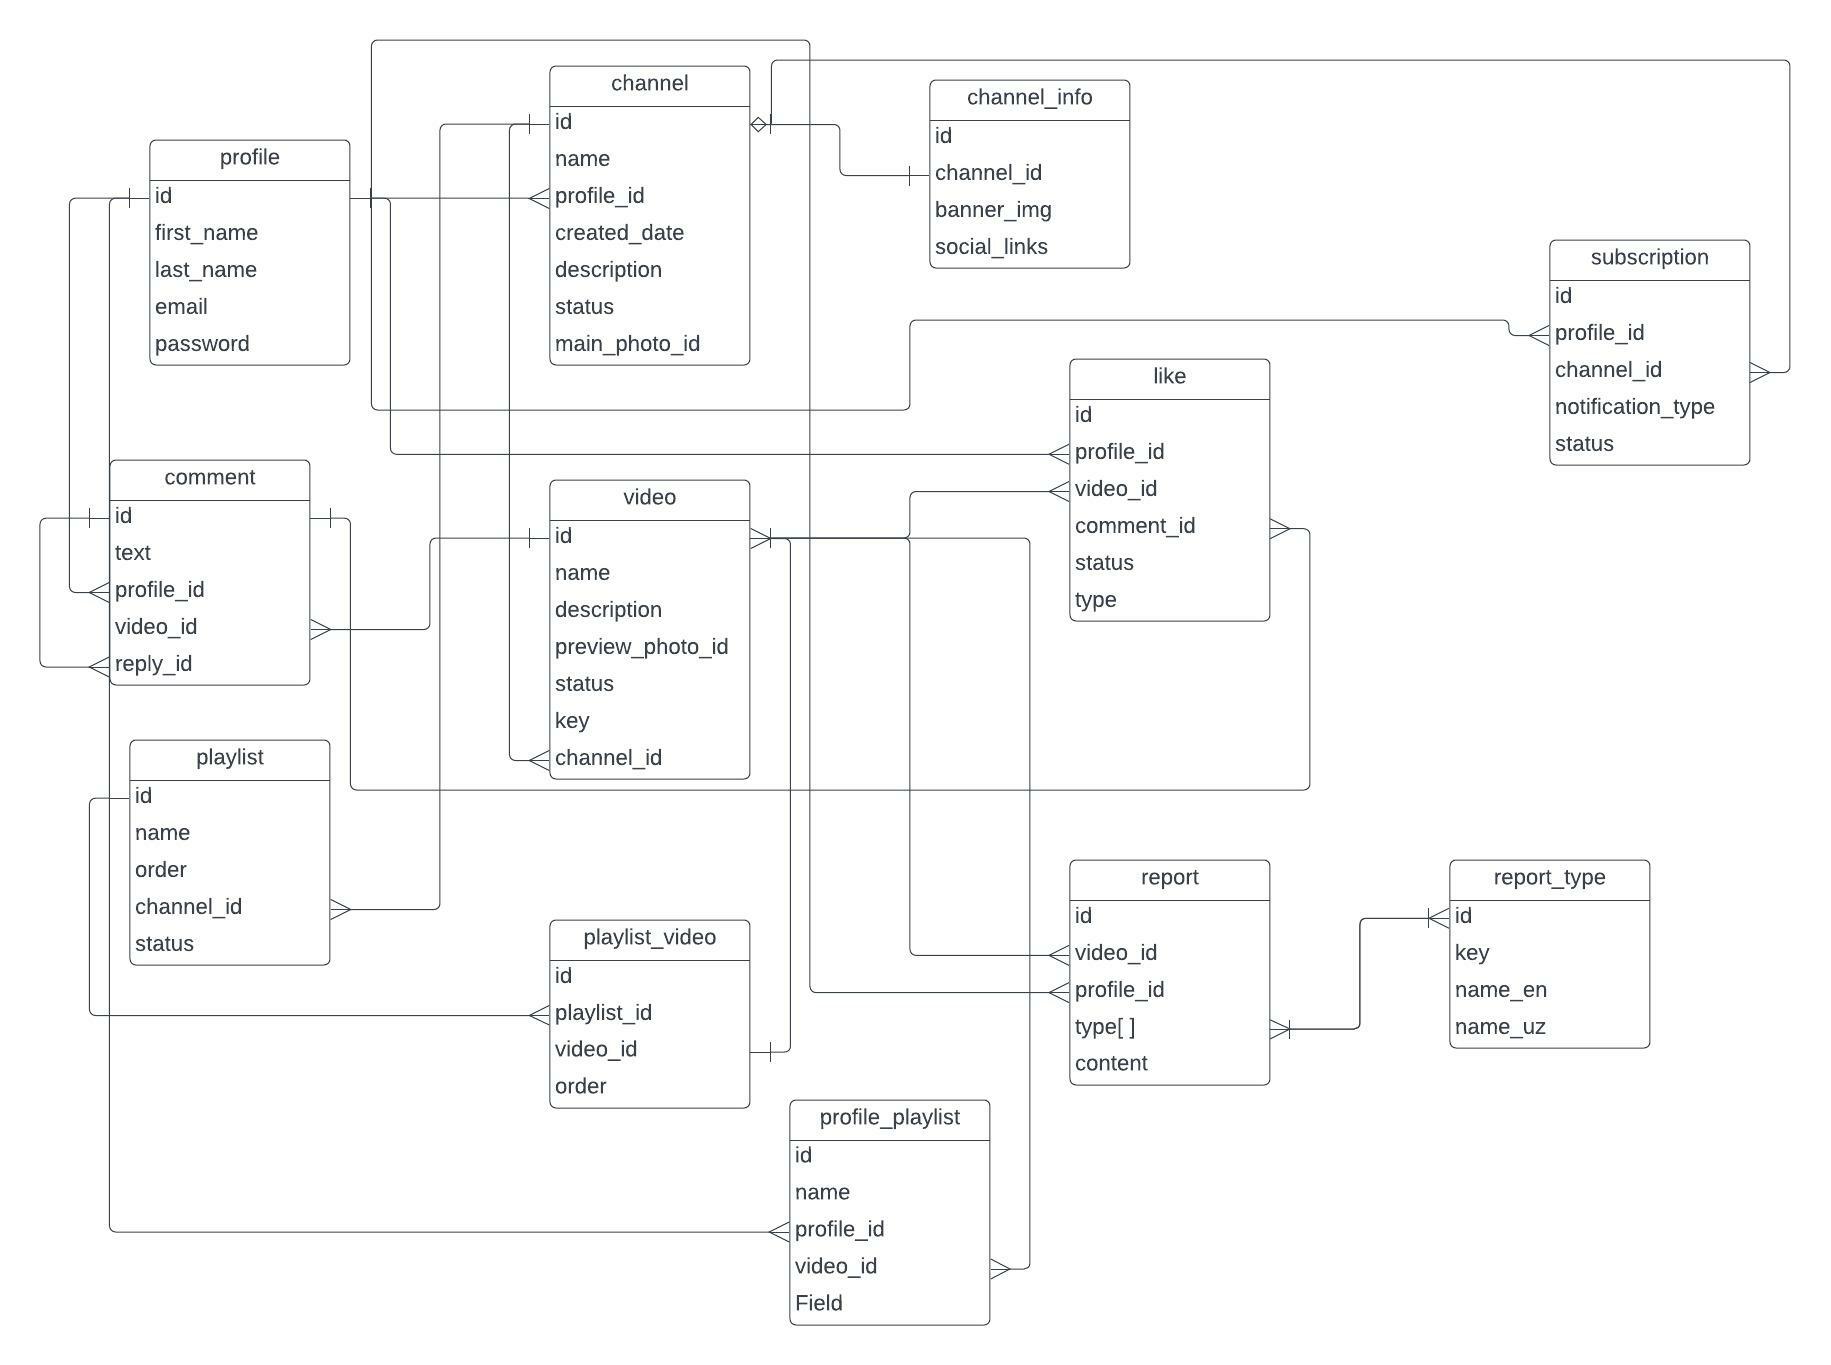 channel
id
name
profile_id
created_date
description
status
main_photo_id
channel_info
id
channel_id
banner_img
social_links
profile
id
first_name
last_name
email
password
subscription
id
profile_id
channel_id
notification_type
status
like
id
profile_id
video_id
comment_id
status
type
comment
id
text
profile_id
video_id
reply_id
video
id
name
description
preview_photo_id
status
key
channel_id
playlist
id
name
order
channel_id
status
playlist_video
id
playlist_id
video_id
order
report
id
video_id
profile_id
type[ ]
content
report_type
id
key
name_en
name_uz
profile_playlist
id
name
profile_id
video_id
Field